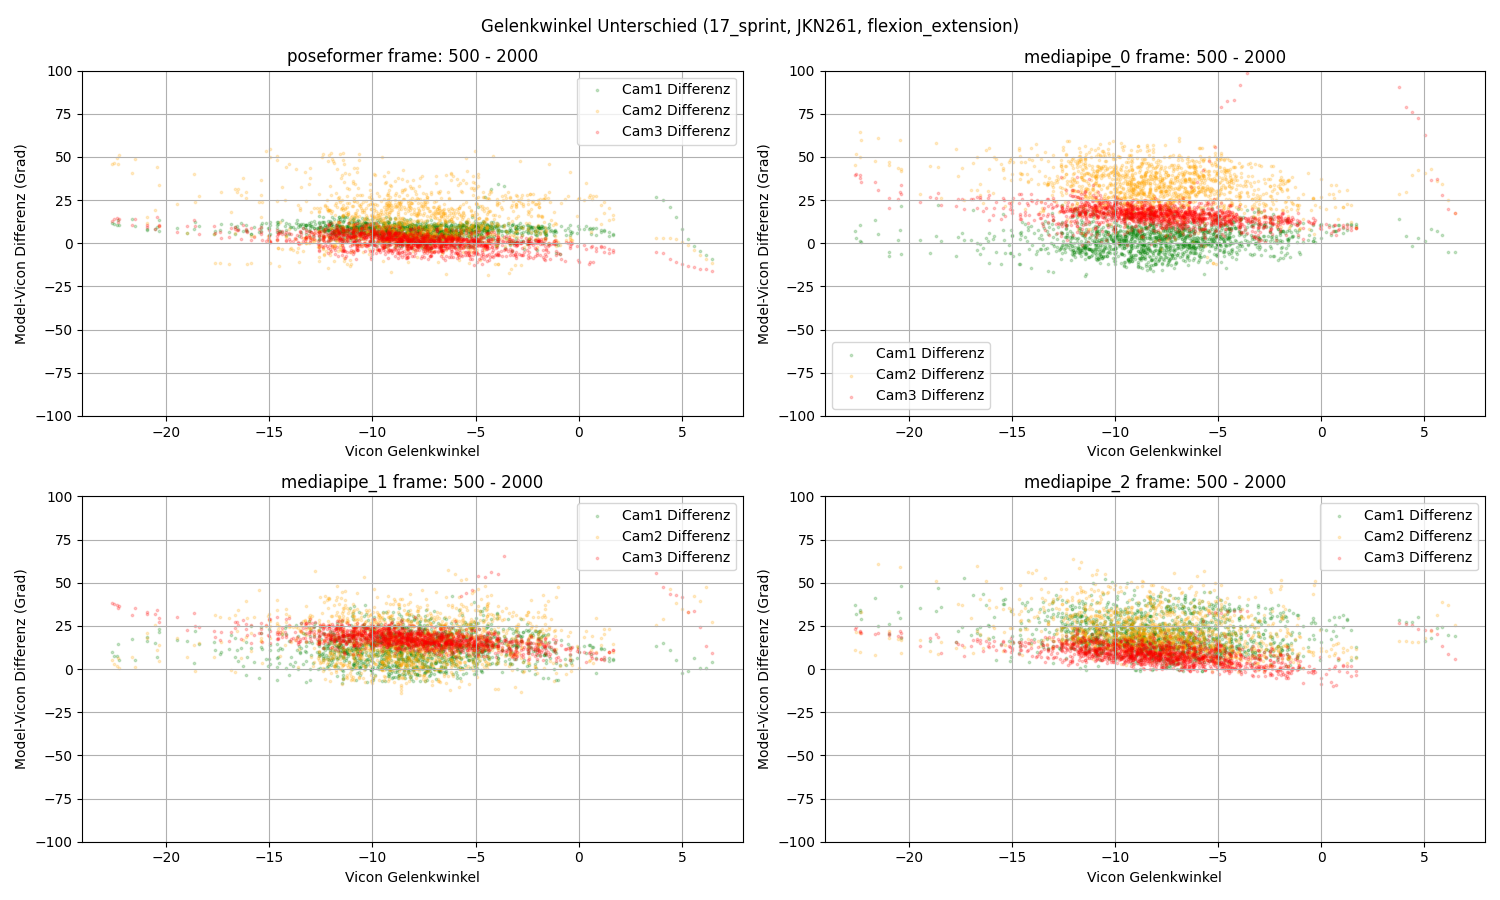 Gelenkwinkel Unterschied (17_sprint, JKN261, flexion_extension)
poseformer frame: 500 - 2000
100
75
50
25
0
−25
−50
−75
−100
Model-Vicon Differenz (Grad)
Cam1 Differenz
Cam2 Differenz
Cam3 Differenz
−20 −15 −10 −5 0 5
Vicon Gelenkwinkel
mediapipe_0 frame: 500 - 2000
100
75
50
25
0
−25
−50
−75
−100
Model-Vicon Differenz (Grad)
Cam1 Differenz
Cam2 Differenz
Cam3 Differenz
−20 −15 −10 −5 0 5
Vicon Gelenkwinkel
mediapipe_1 frame: 500 - 2000
100
75
50
25
0
−25
−50
−75
−100
Model-Vicon Differenz (Grad)
Cam1 Differenz
Cam2 Differenz
Cam3 Differenz
−20 −15 −10 −5 0 5
Vicon Gelenkwinkel
mediapipe_2 frame: 500 - 2000
100
75
50
25
0
−25
−50
−75
−100
Model-Vicon Differenz (Grad)
Cam1 Differenz
Cam2 Differenz
Cam3 Differenz
−20 −15 −10 −5 0 5
Vicon Gelenkwinkel